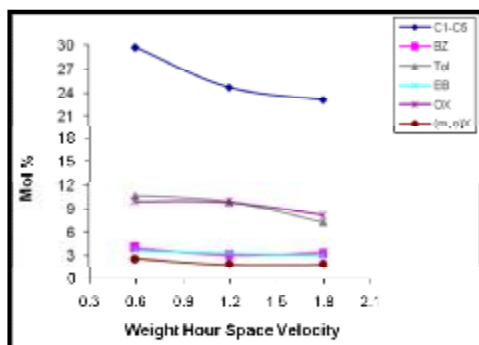 30
27
24
21
18
15
12
9
6
3
0
Mol %
0.3
0.6
0.9
1.2
1.5
1.8
2.1
Weight Hour Space Velocity
C1-C5
BZ
Tol
EB
OX
(m,p)X